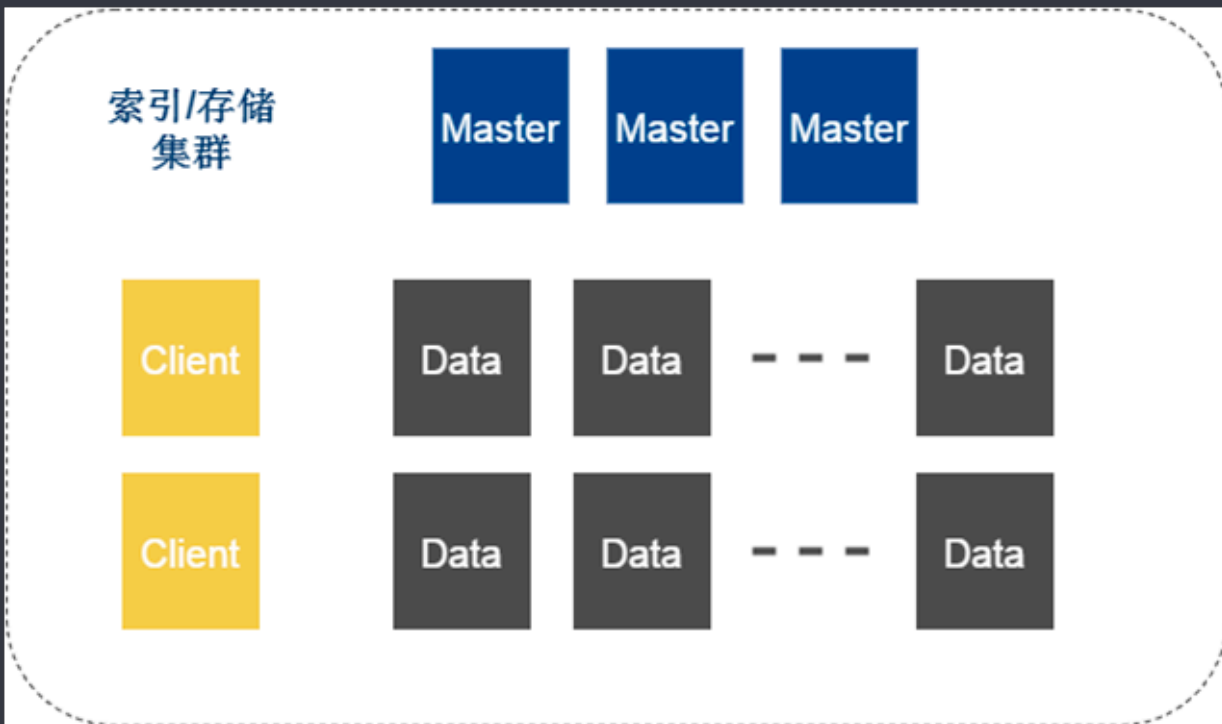 索引/存储
集群
Master Master Master
Client Data Data Data
Client Data Data Data